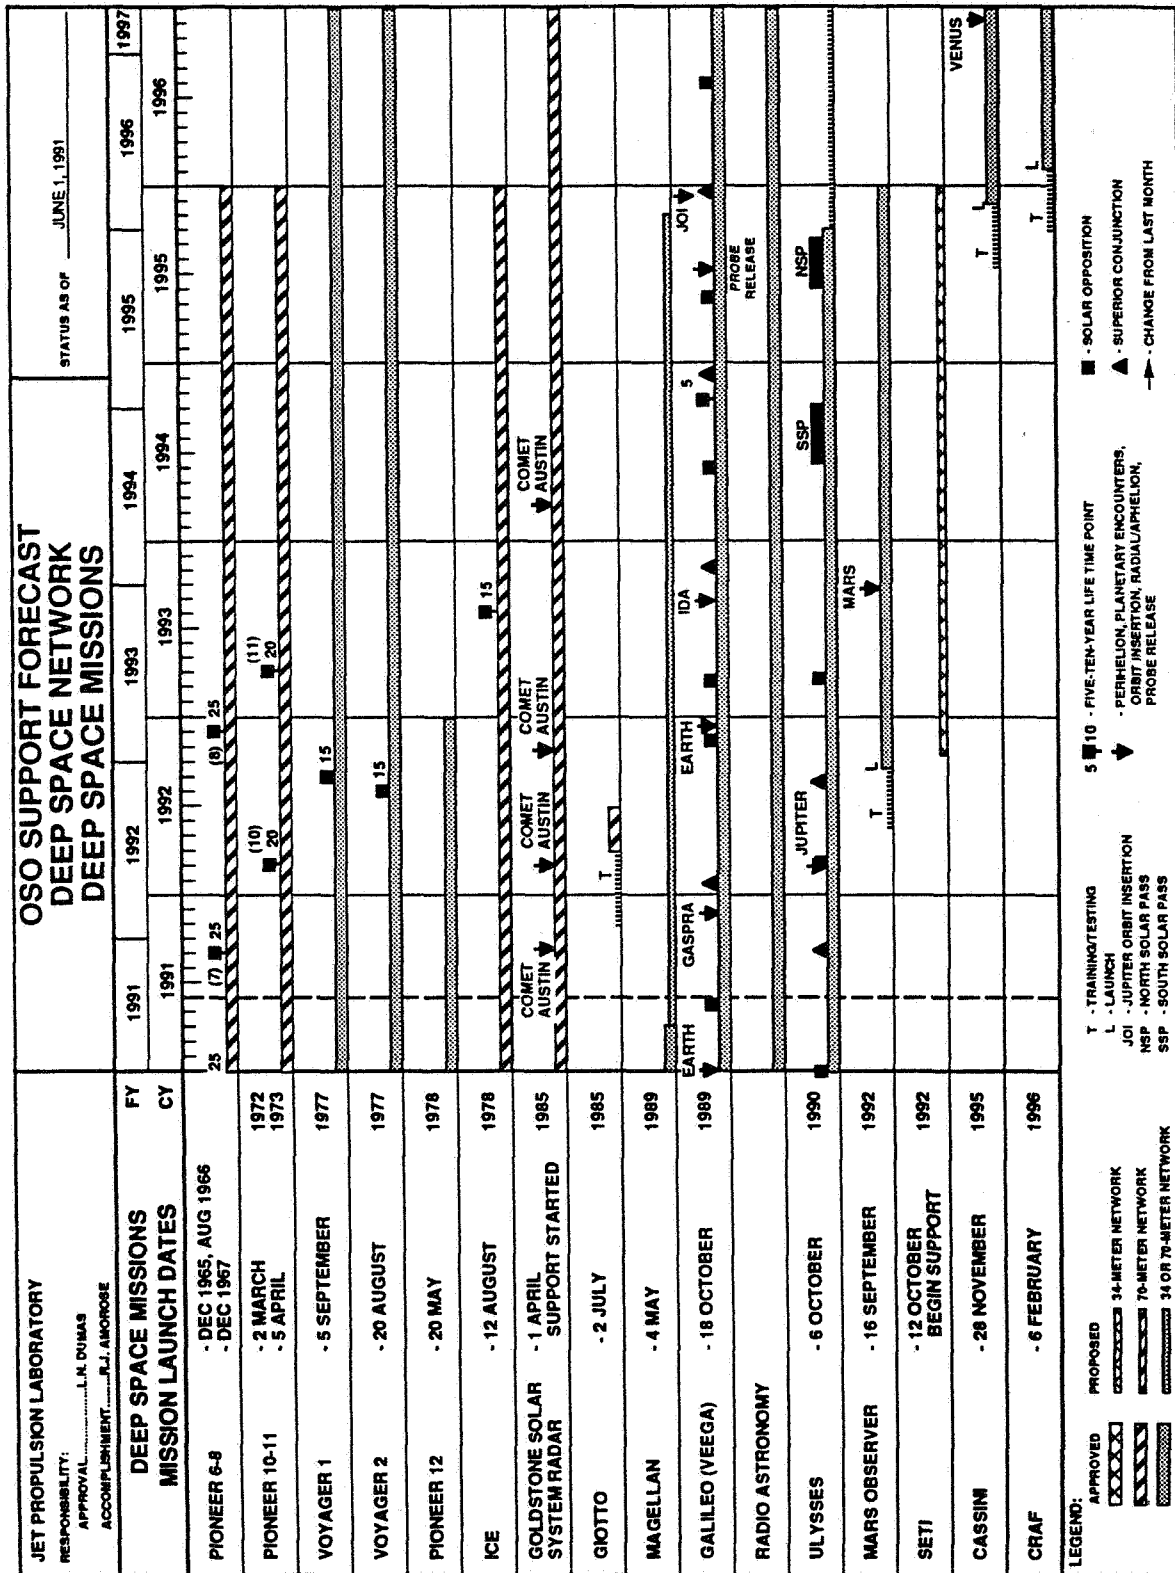 OSO SUPPORT FORECAST
DEEP SPACE NETWORK
DEEP SPACE MISSIONS
JET PROPULSION LABORATORY
RESPONSIBILITY:
APPROVAL..............L.N. DUMAS
ACCOMPLISHMENT........R.J. AMOROSE
STATUS AS OF JUNE 1, 1991
DEEP SPACE MISSIONS
MISSION LAUNCH DATES
FY 1991 1992 1993 1994 1995 1996 1997
CY 1991 1992 1993 1994 1995 1996
PIONEER 6-8 - DEC 1965, AUG 1966
- DEC 1967
25 (7) 25 (8) 25
PIONEER 10-11 - 2 MARCH 1972
- 5 APRIL 1973
(10) 20 (11) 20
VOYAGER 1 - 5 SEPTEMBER 1977
15
VOYAGER 2 - 20 AUGUST 1977
15
PIONEER 12 - 20 MAY 1978
ICE - 12 AUGUST 1978
15
GOLDSTONE SOLAR SYSTEM RADAR - 1 APRIL 1985
SUPPORT STARTED
COMET AUSTIN COMET AUSTIN COMET AUSTIN COMET AUSTIN
GIOTTO - 2 JULY 1985
T
MAGELLAN - 4 MAY 1989
GALILEO (VEEGA) - 18 OCTOBER 1989
EARTH GASPRA EARTH IDA 5 JOI
PROBE RELEASE
RADIO ASTRONOMY
ULYSSES - 6 OCTOBER 1990
JUPITER SSP NSP
MARS OBSERVER - 16 SEPTEMBER 1992
T L MARS
SETI - 12 OCTOBER 1992
BEGIN SUPPORT
CASSINI - 28 NOVEMBER 1995
T L VENUS
CRAF - 6 FEBRUARY 1996
T L
LEGEND:
APPROVED PROPOSED
34-METER NETWORK
70-METER NETWORK
34 OR 70-METER NETWORK
T - TRAINING/TESTING
L - LAUNCH
JOI - JUPITER ORBIT INSERTION
NSP - NORTH SOLAR PASS
SSP - SOUTH SOLAR PASS
5 10 - FIVE-TEN-YEAR LIFE TIME POINT
- PERIHELION, PLANETARY ENCOUNTERS,
ORBIT INSERTION, RADIAL/APHELION,
PROBE RELEASE
- SOLAR OPPOSITION
- SUPERIOR CONJUNCTION
- CHANGE FROM LAST MONTH